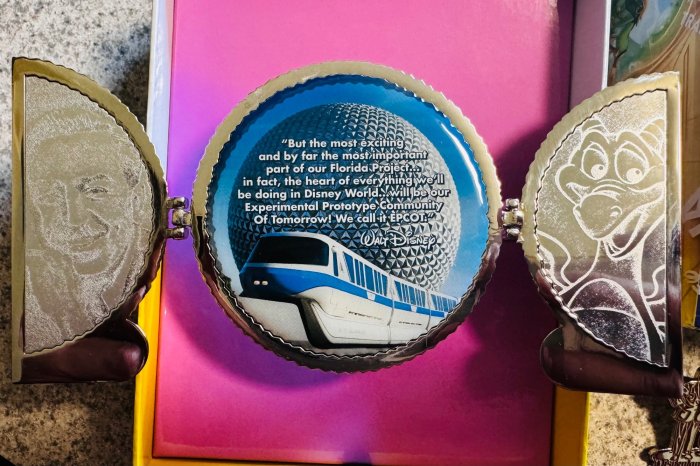 “But the most exciting
and by far the most important
part of our Florida Project...
in fact, the heart of everything we’ll
be doing in Disney World...will be our
Experimental Prototype Community
Of Tomorrow! We call it EPCOT.”
Walt Disney